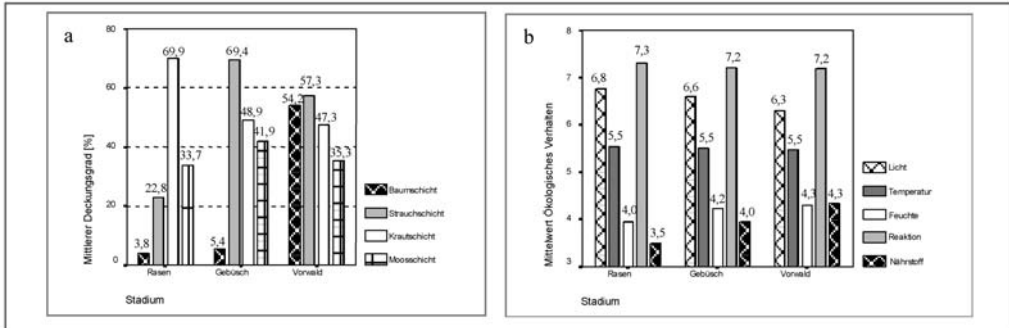 a
Mittlerer Deckungsgrad [%]
80
60
40
20
0
3,8
22,8
69,9
33,7
5,4
69,4
48,9
41,9
54,2
57,3
47,3
35,3
Rasen
Gebüsch
Vorwald
Stadium
Baumschicht
Strauchschicht
Krautschicht
Moosschicht
b
Mittelwert Ökologisches Verhalten
8
7
6
5
4
3
6,8
5,5
4,0
7,3
3,5
6,6
5,5
4,2
7,2
4,0
6,3
5,5
4,3
7,2
4,3
Rasen
Gebüsch
Vorwald
Stadium
Licht
Temperatur
Feuchte
Reaktion
Nährstoff